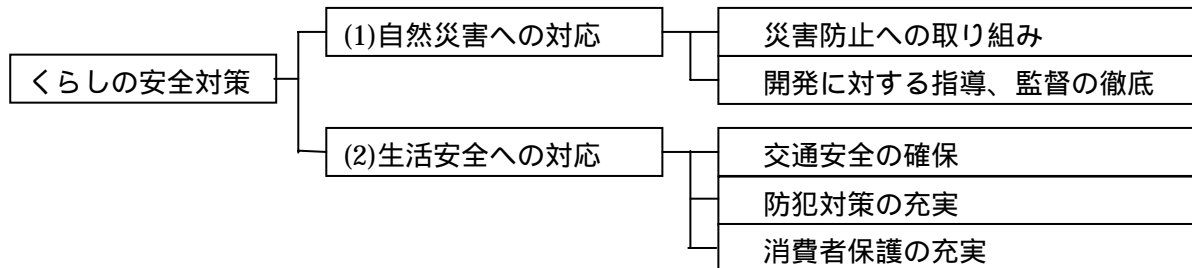 (1)自然災害への対応
災害防止への取り組み
くらしの安全対策
開発に対する指導、監督の徹底
(2)生活安全への対応
交通安全の確保
防犯対策の充実
消費者保護の充実